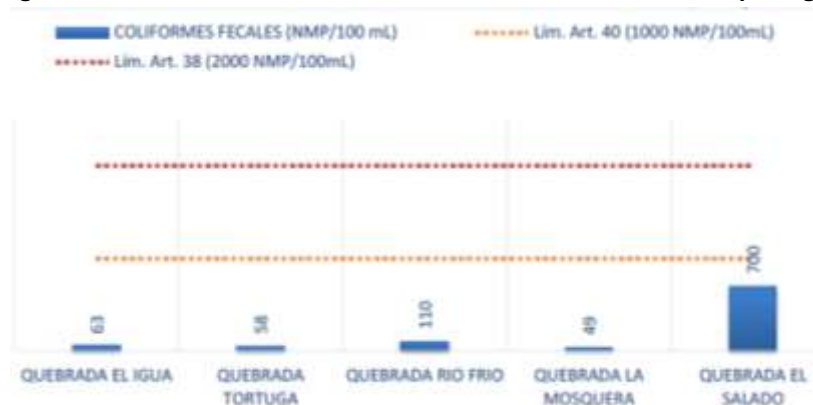 COLIFORMES FECALES (NMP/100 mL)
Lim. Art. 40 (1000 NMP/100mL)
Lim. Art. 38 (2000 NMP/100mL)
63
58
110
49
700
QUEBRADA EL IGUA
QUEBRADA TORTUGA
QUEBRADA RIO FRIO
QUEBRADA LA MOSQUERA
QUEBRADA EL SALADO